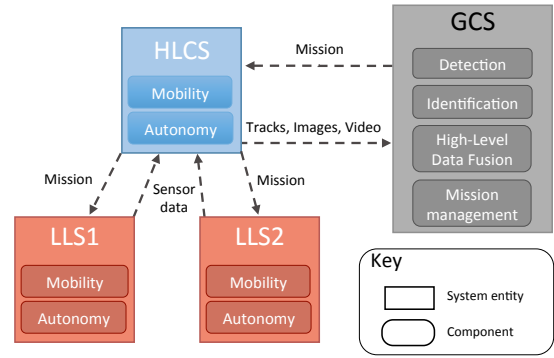 HLCS
Mobility
Autonomy
Mission
Tracks, Images, Video
GCS
Detection
Identification
High-Level
Data Fusion
Mission
management
Mission
Sensor
data
Mission
LLS1
Mobility
Autonomy
LLS2
Mobility
Autonomy
Key
System entity
Component